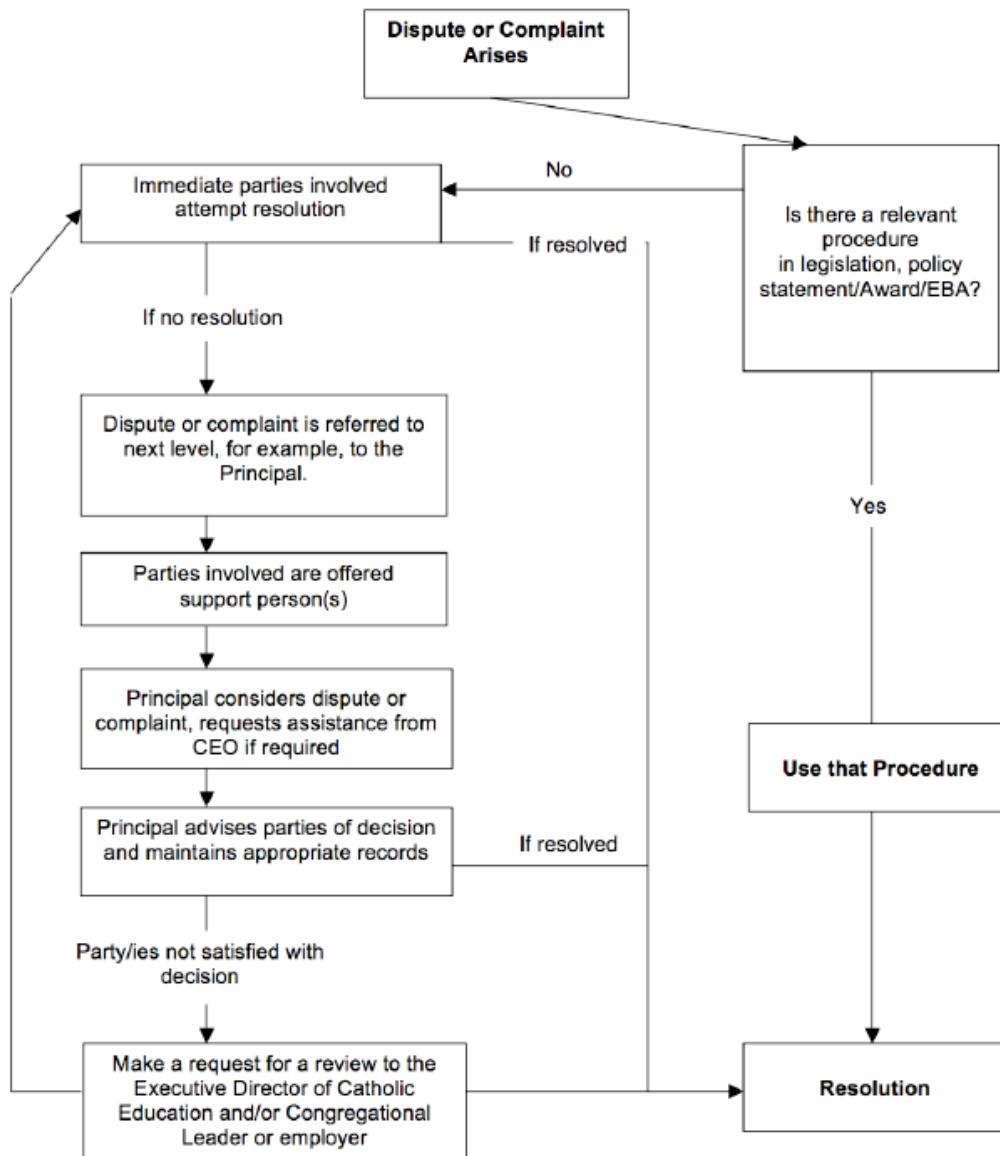 Dispute or Complaint
Arises
No
Immediate parties involved
attempt resolution
Is there a relevant
procedure
in legislation, policy
statement/Award/EBA?
If resolved
If no resolution
Dispute or complaint is referred to
next level, for example, to the
Principal.
Yes
Parties involved are offered
support person(s)
Principal considers dispute or
complaint, requests assistance from
CEO if required
Use that Procedure
Principal advises parties of decision
and maintains appropriate records
If resolved
Party/ies not satisfied with
decision
Make a request for a review to the
Executive Director of Catholic
Education and/or Congregational
Leader or employer
Resolution